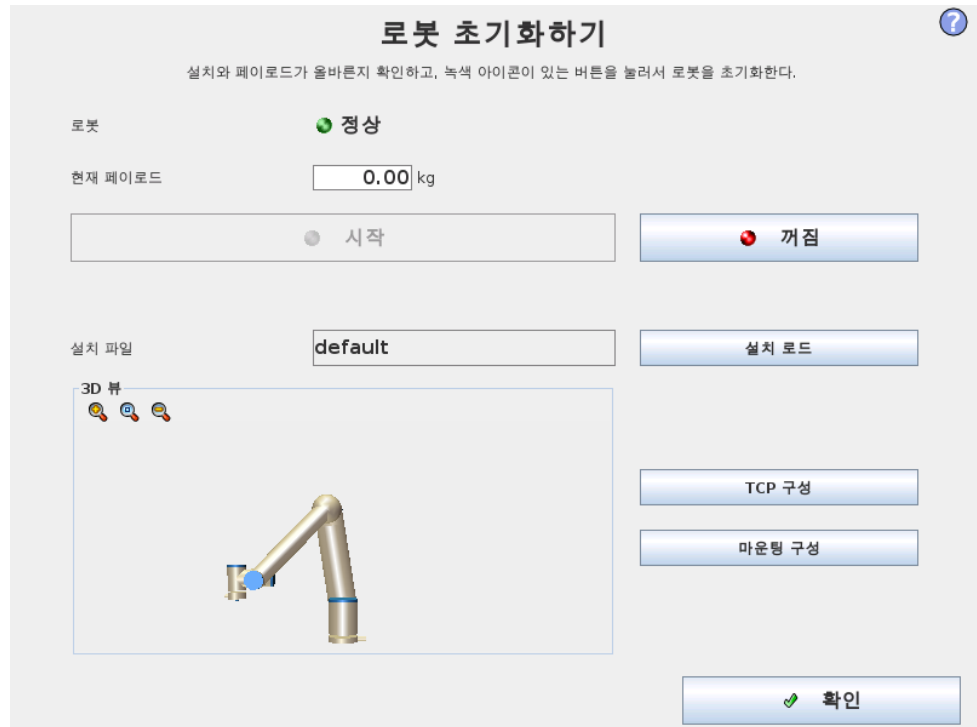 로봇 초기화하기
?
설치와 페이로드가 올바른지 확인하고, 녹색 아이콘이 있는 버튼을 눌러서 로봇을 초기화한다.
로봇 정상
현재 페이로드 0.00 kg
시작 꺼짐
설치 파일 default 설치 로드
3D 뷰
TCP 구성
마운팅 구성
확인